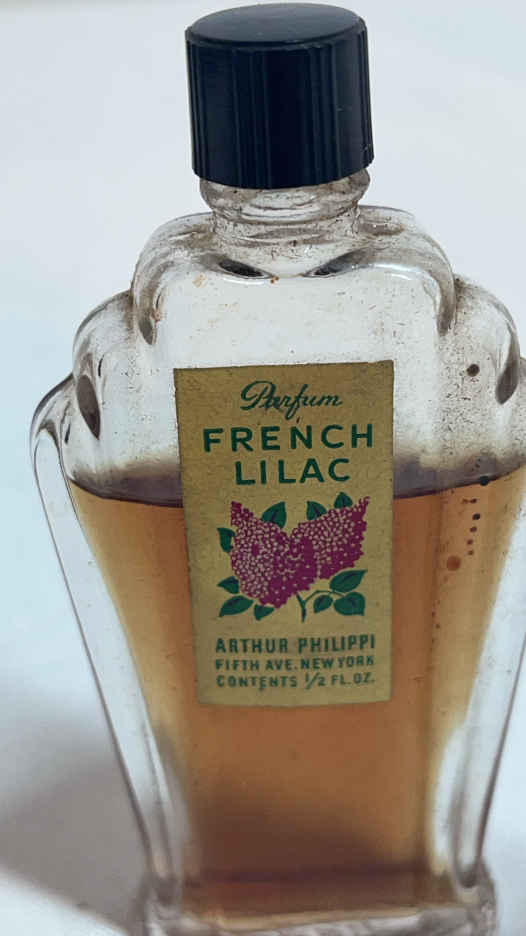 Parfum
FRENCH
LILAC
ARTHUR PHILIPPI
FIFTH AVE. NEW YORK
CONTENTS 1/2 FL. OZ.